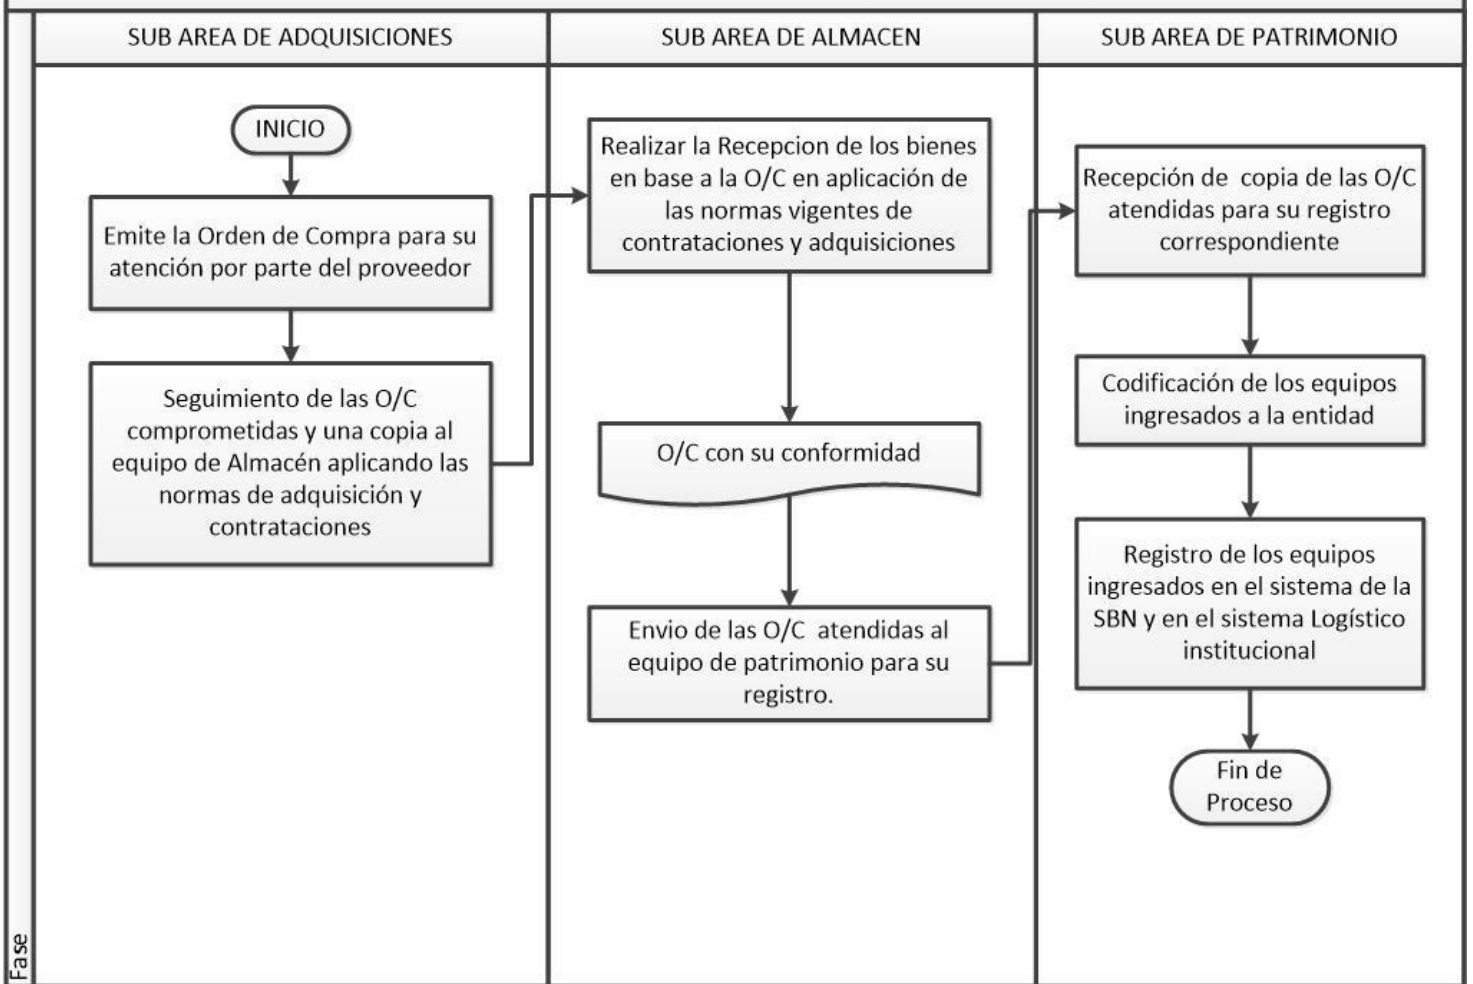 SUB AREA DE ADQUISICIONES
SUB AREA DE ALMACEN
SUB AREA DE PATRIMONIO
INICIO
Emite la Orden de Compra para su
atención por parte del proveedor
Seguimiento de las O/C
comprometidas y una copia al
equipo de Almacén aplicando las
normas de adquisición y
contrataciones
Realizar la Recepcion de los bienes
en base a la O/C en aplicación de
las normas vigentes de
contrataciones y adquisiciones
O/C con su conformidad
Envio de las O/C atendidas al
equipo de patrimonio para su
registro.
Recepción de copia de las O/C
atendidas para su registro
correspondiente
Codificación de los equipos
ingresados a la entidad
Registro de los equipos
ingresados en el sistema de la
SBN y en el sistema Logístico
institucional
Fin de
Proceso
Fase